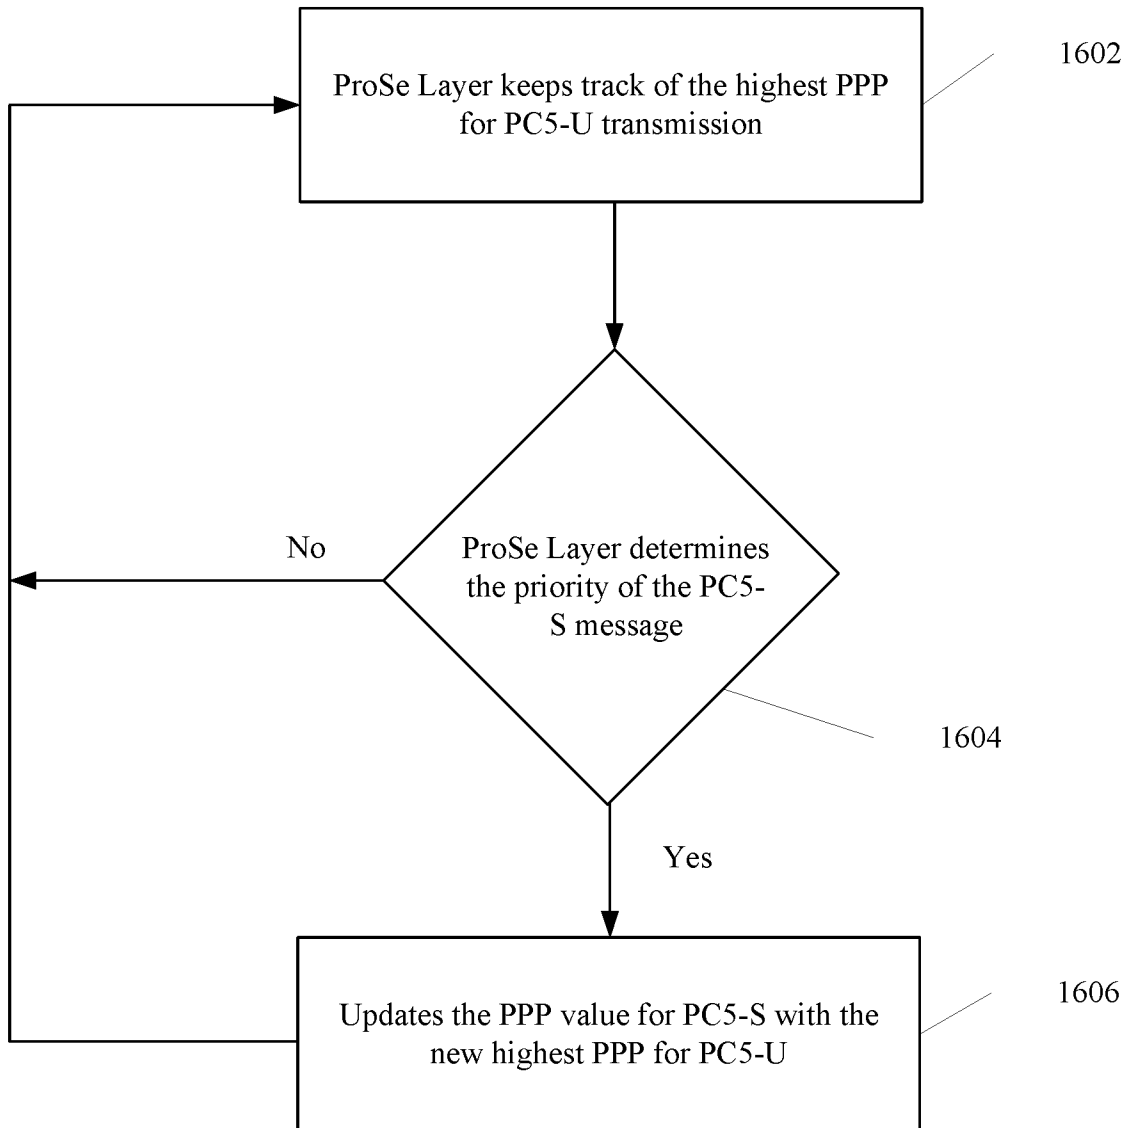 ProSe Layer keeps track of the highest PPP
for PC5-U transmission
1602
No
ProSe Layer determines
the priority of the PC5-
S message
1604
Yes
Updates the PPP value for PC5-S with the
new highest PPP for PC5-U
1606